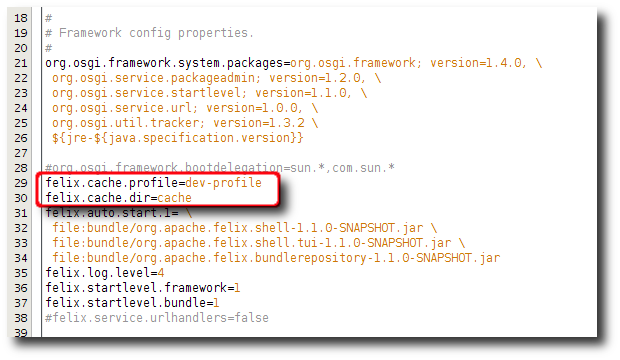 18 #
19 # Framework config properties.
20 #
21 org.osgi.framework.system.packages=org.osgi.framework; version=1.4.0, \
22 org.osgi.service.packageadmin; version=1.2.0, \
23 org.osgi.service.startlevel; version=1.1.0, \
24 org.osgi.service.url; version=1.0.0, \
25 org.osgi.util.tracker; version=1.3.2 \
26 ${jre-${java.specification.version}}
27
28 #org.osgi.framework.bootdelegation=sun.*,com.sun.*
29 felix.cache.profile=dev-profile
30 felix.cache.dir=cache
31 felix.auto.start.1= \
32 file:bundle/org.apache.felix.shell-1.1.0-SNAPSHOT.jar \
33 file:bundle/org.apache.felix.shell.tui-1.1.0-SNAPSHOT.jar \
34 file:bundle/org.apache.felix.bundlerepository-1.1.0-SNAPSHOT.jar
35 felix.log.level=4
36 felix.startlevel.framework=1
37 felix.startlevel.bundle=1
38 #felix.service.urlhandlers=false
39